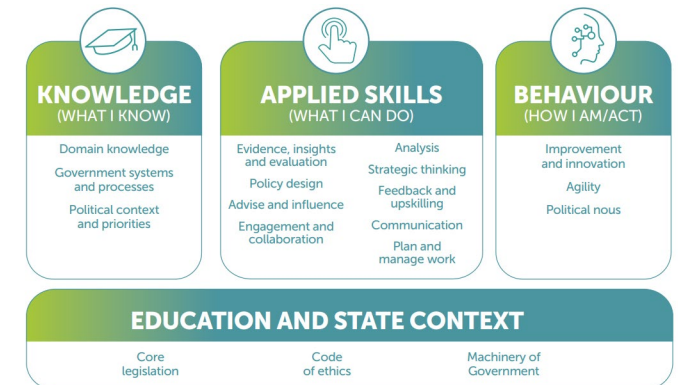 KNOWLEDGE
(WHAT I KNOW)
Domain knowledge
Government systems
and processes
Political context
and priorities
APPLIED SKILLS
(WHAT I CAN DO)
Evidence, insights
and evaluation
Policy design
Advise and influence
Engagement and
collaboration
Analysis
Strategic thinking
Feedback and
upskilling
Communication
Plan and
manage work
BEHAVIOUR
(HOW I AM/ACT)
Improvement
and innovation
Agility
Political nous
EDUCATION AND STATE CONTEXT
Core
legislation
Code
of ethics
Machinery of
Government